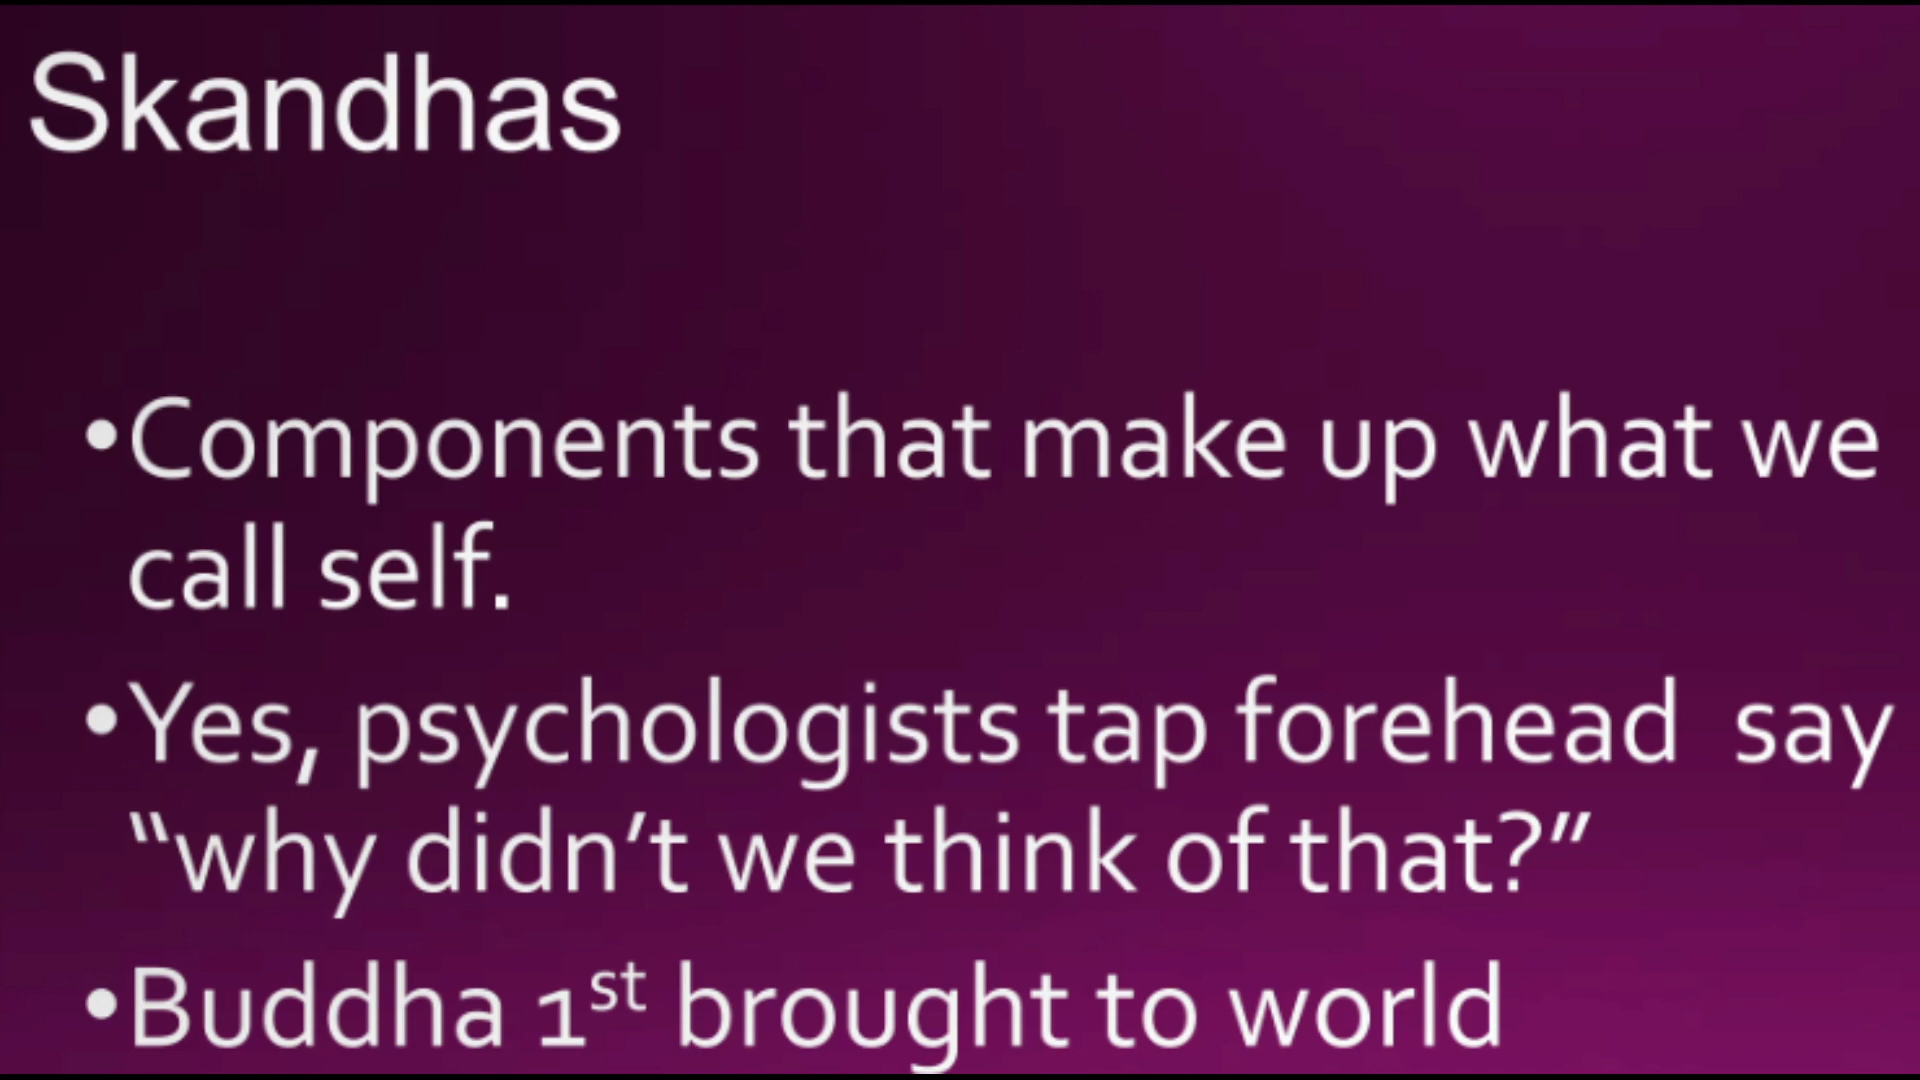 Skandhas
•Components that make up what we
call self.
•Yes, psychologists tap forehead  say
“why didn’t we think of that?”
•Buddha 1st brought to world